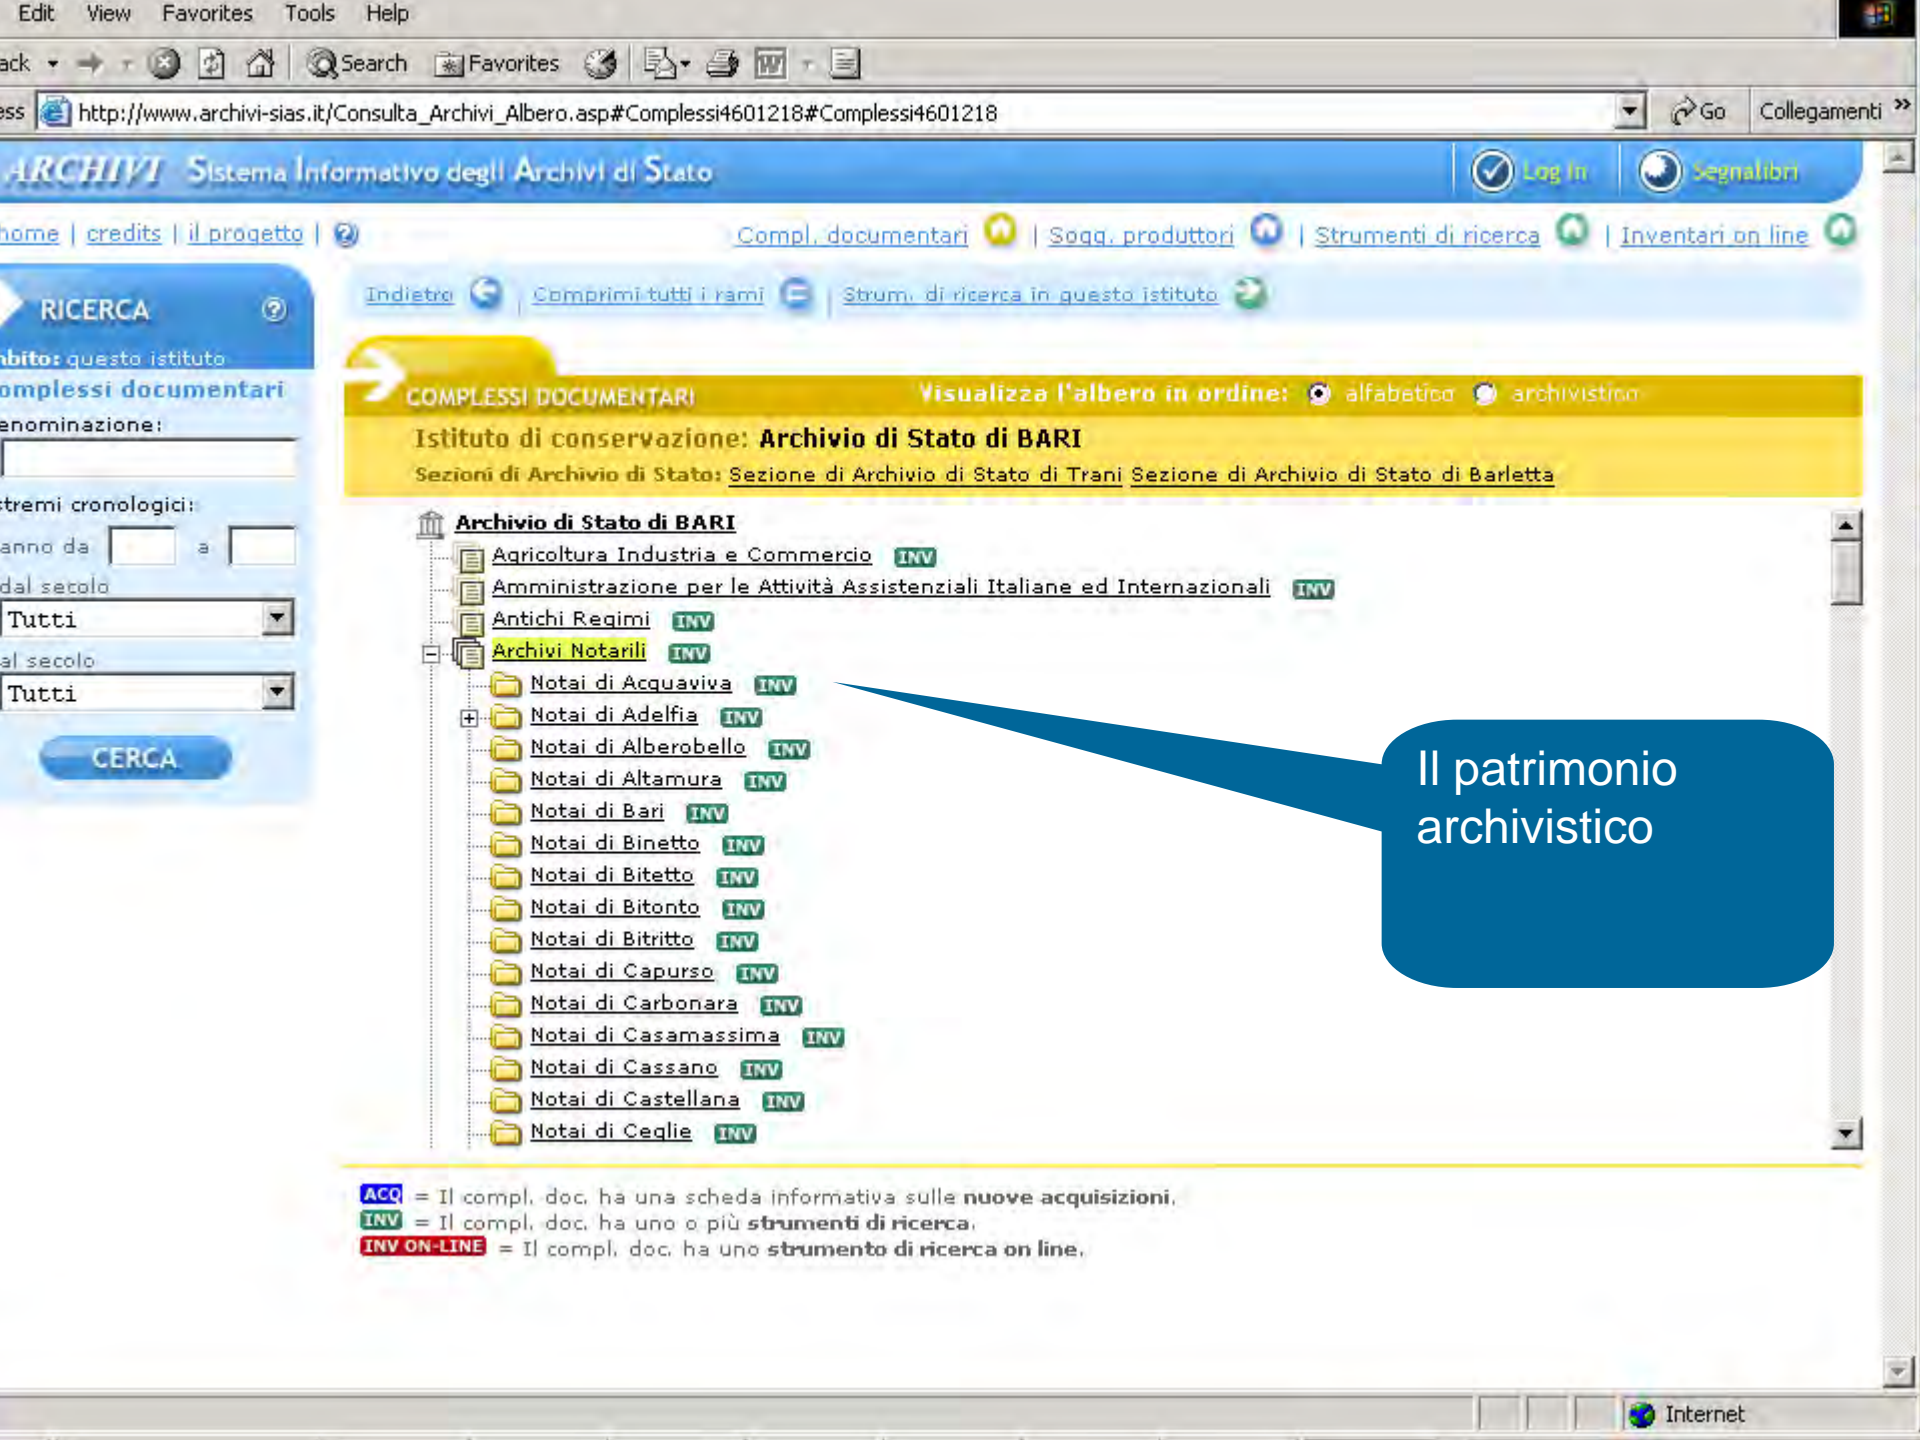 Edit View Favorites Tools Help
ack Search Favorites
ess http://www.archivi-sias.it/Consulta_Archivi_Albero.asp#Complessi4601218#Complessi4601218 Go Collegamenti »
ARCHIVI Sistema Informativo degli Archivi di Stato Log In Segnalibri
home | credits | il progetto | Compl. documentari | Sogg. produttori | Strumenti di ricerca | Inventari on line
Indietro | Comprimi tutti i rami | Strum. di ricerca in questo istituto
RICERCA
mbito: questo istituto
omplessi documentari
enominazione:
stremi cronologici:
anno da a
dal secolo
Tutti
al secolo
Tutti
CERCA
COMPLESSI DOCUMENTARI Visualizza l'albero in ordine: alfabetico archivistico
Istituto di conservazione: Archivio di Stato di BARI
Sezioni di Archivio di Stato: Sezione di Archivio di Stato di Trani Sezione di Archivio di Stato di Barletta
Archivio di Stato di BARI
Agricoltura Industria e Commercio INV
Amministrazione per le Attività Assistenziali Italiane ed Internazionali INV
Antichi Regimi INV
Archivi Notarili INV
Notai di Acquaviva INV
Notai di Adelfia INV
Notai di Alberobello INV
Notai di Altamura INV
Notai di Bari INV
Notai di Binetto INV
Notai di Bitetto INV
Notai di Bitonto INV
Notai di Bitritto INV
Notai di Capurso INV
Notai di Carbonara INV
Notai di Casamassima INV
Notai di Cassano INV
Notai di Castellana INV
Notai di Ceglie INV
Il patrimonio
archivistico
ACQ = Il compl. doc. ha una scheda informativa sulle nuove acquisizioni.
INV = Il compl. doc. ha uno o più strumenti di ricerca.
INV ON-LINE = Il compl. doc. ha uno strumento di ricerca on line.
Internet